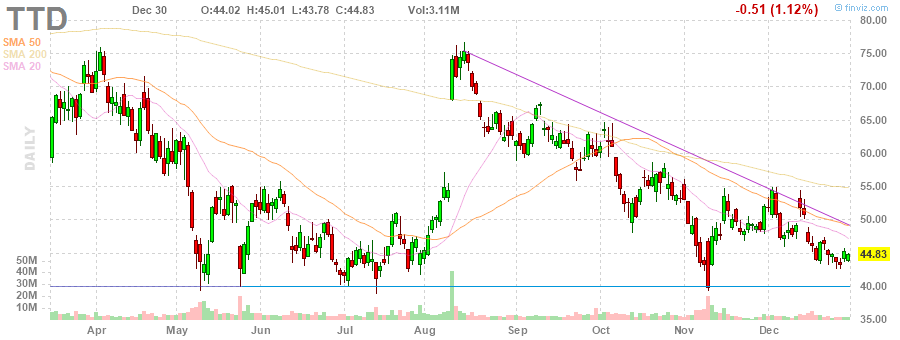 TTD
Dec 30 O:44.02 H:45.01 L:43.78 C:44.83 Vol:3.11M -0.51 (1.12%)
© finviz.com
SMA 50
SMA 200
SMA 20
DAILY
80.00
75.00
70.00
65.00
60.00
55.00
50.00
44.83
40.00
35.00
50M
40M
30M
20M
10M
Apr May Jun Jul Aug Sep Oct Nov Dec